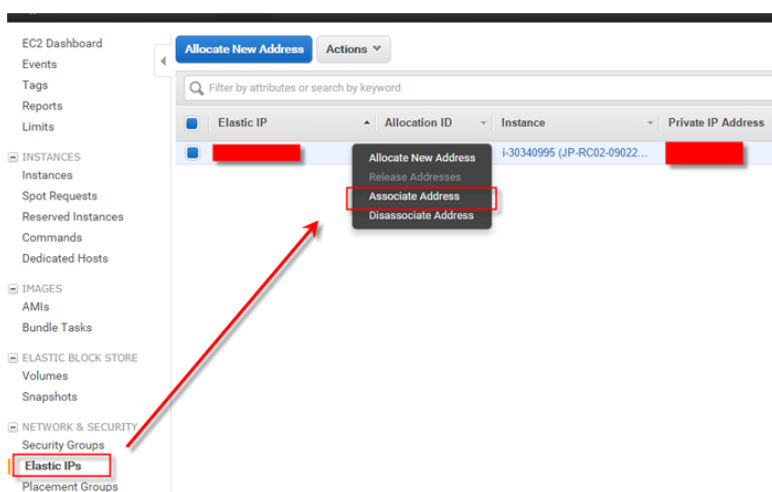 EC2 Dashboard
Events
Tags
Reports
Limits
INSTANCES
Instances
Spot Requests
Reserved Instances
Commands
Dedicated Hosts
IMAGES
AMIs
Bundle Tasks
ELASTIC BLOCK STORE
Volumes
Snapshots
NETWORK & SECURITY
Security Groups
Elastic IPs
Placement Groups
Allocate New Address Actions
Filter by attributes or search by keyword
Elastic IP Allocation ID Instance Private IP Address
i-30340995 (JP-RC02-09022...
Allocate New Address
Release Addresses
Associate Address
Disassociate Address